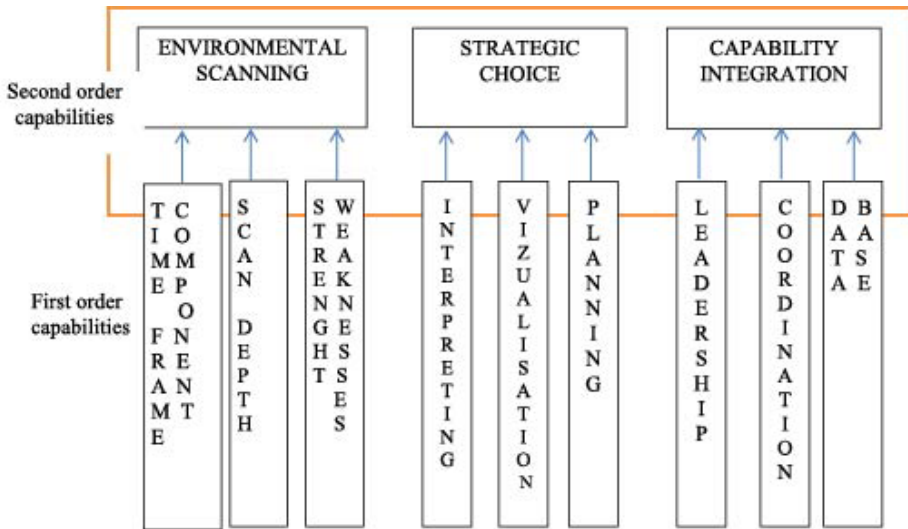 ENVIRONMENTAL
SCANNING
STRATEGIC
CHOICE
CAPABILITY
INTEGRATION
Second order
capabilities
First order
capabilities
TIME FRAME
COMPONENT
SCAN DEPTH
STRENGHT
WEAKNESSES
INTERPRETING
VIZUALISATION
PLANNING
LEADERSHIP
COORDINATION
DATA
BASE